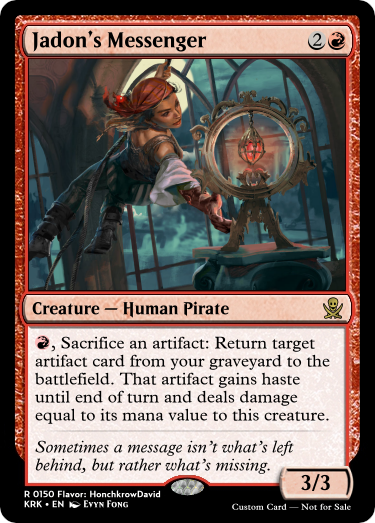 Jadon's Messenger 2
Creature — Human Pirate
, Sacrifice an artifact: Return target
artifact card from your graveyard to the
battlefield. That artifact gains haste
until end of turn and deals damage
equal to its mana value to this creature.
Sometimes a message isn't what's left
behind, but rather what's missing.
3/3
R 0150 Flavor: HonchkrowDavid
KRK • EN Eyyn Fong
Custom Card — Not for Sale